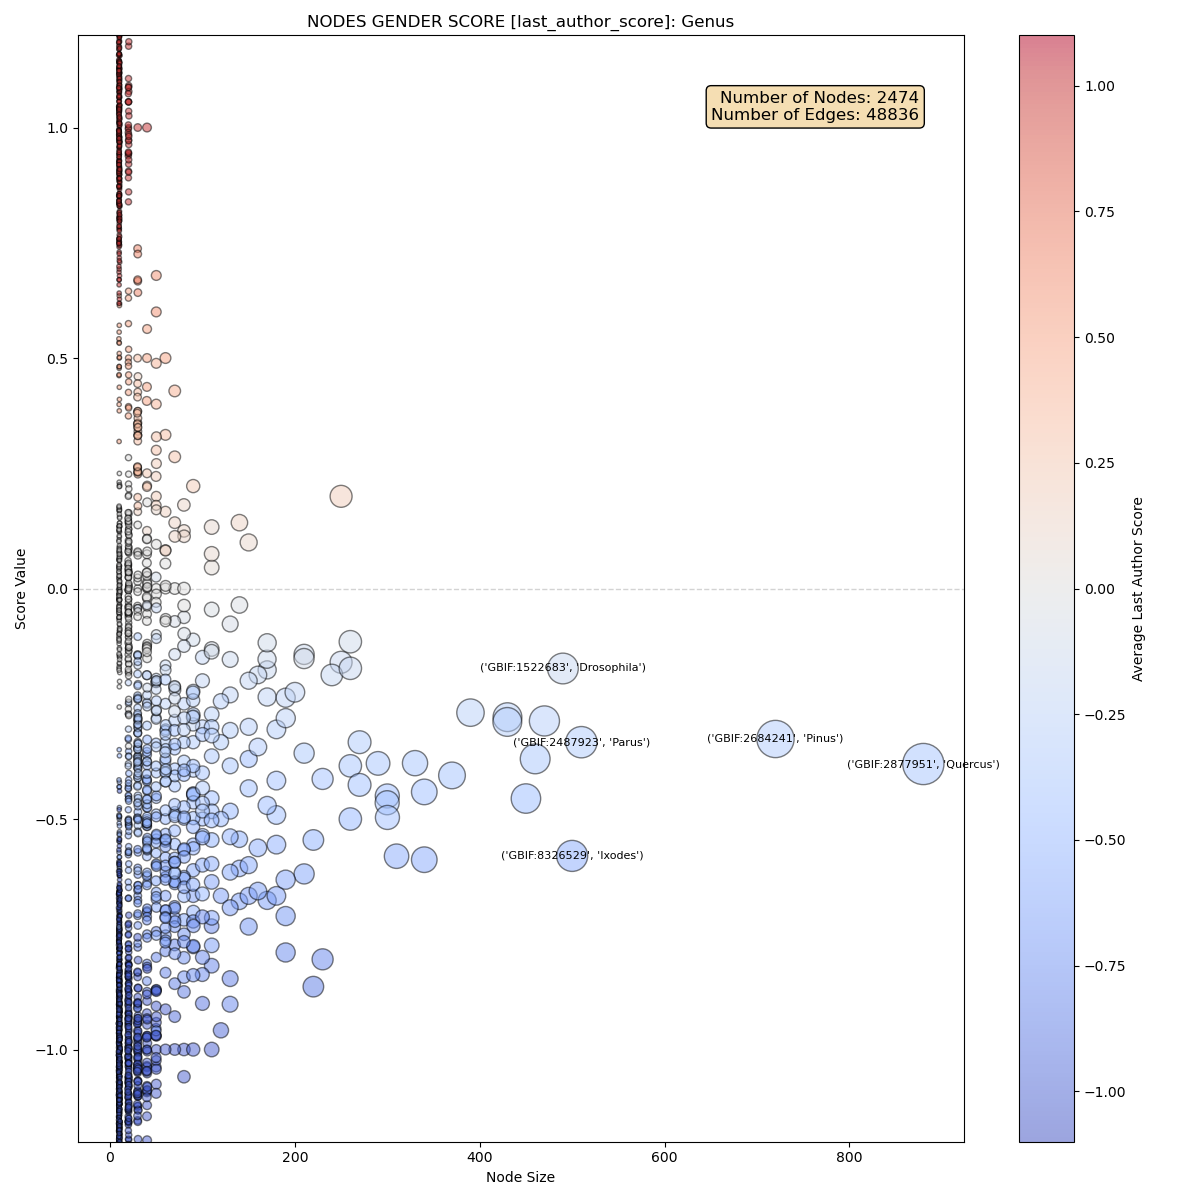 NODES GENDER SCORE [last_author_score]: Genus
Number of Nodes: 2474
Number of Edges: 48836
1.0
0.5
0.0
−0.5
−1.0
Score Value
('GBIF:1522683', 'Drosophila')
('GBIF:2487923', 'Parus')
('GBIF:2684241', 'Pinus')
('GBIF:2877951', 'Quercus')
('GBIF:8326529', 'Ixodes')
0
200
400
600
800
Node Size
1.00
0.75
0.50
0.25
0.00
−0.25
−0.50
−0.75
−1.00
Average Last Author Score